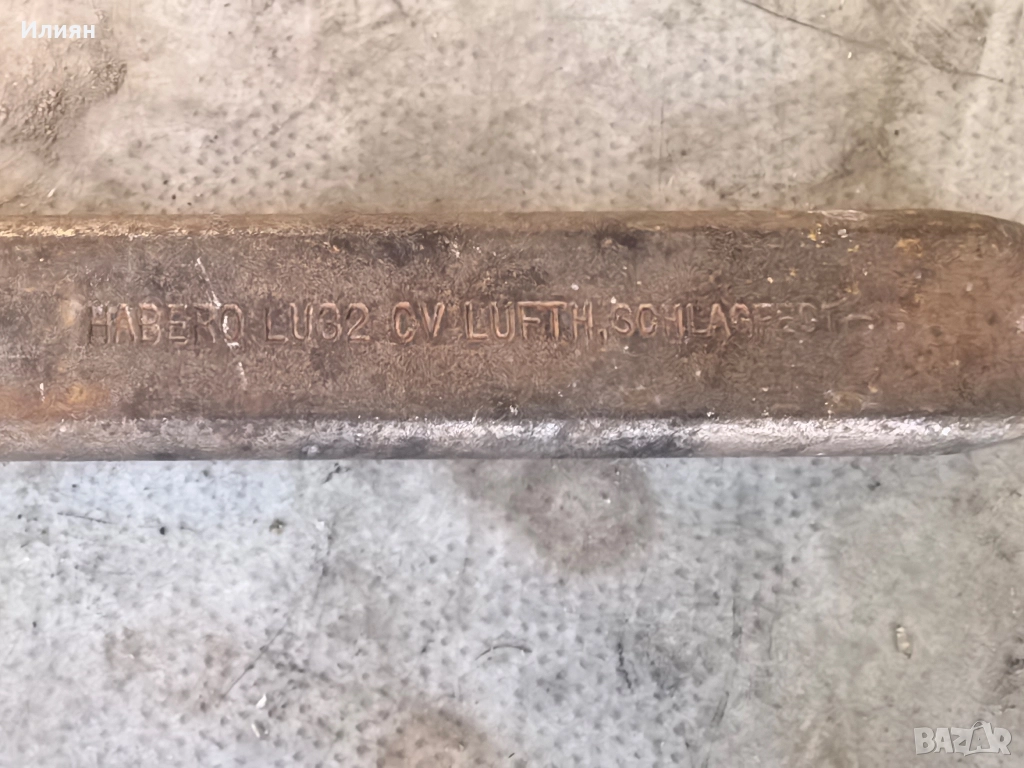 Илиян
HABERO LU32 CV LUFTH, SCHLAGFEST
BAZAR